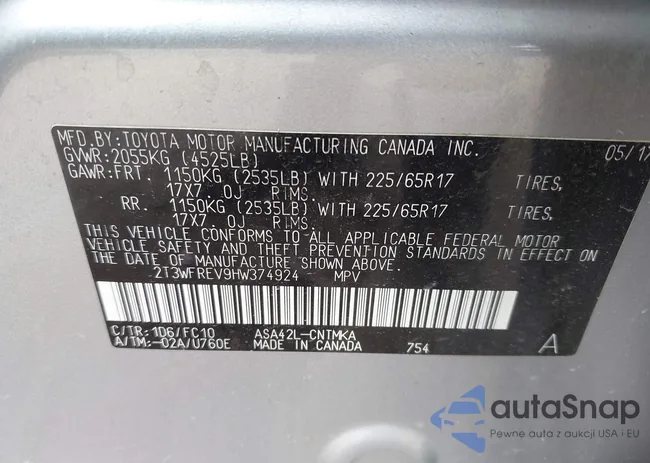 MFD.BY:TOYOTA MOTOR MANUFACTURING CANADA INC. 05/17
GVWR:2055KG (4525LB)
GAWR:FRT. 1150KG (2535LB) WITH 225/65R17 TIRES,
17X7 0J RIMS.
RR. 1150KG (2535LB) WITH 225/65R17 TIRES,
17X7 0J RIMS.
THIS VEHICLE CONFORMS TO ALL APPLICABLE FEDERAL MOTOR
VEHICLE SAFETY AND THEFT PREVENTION STANDARDS IN EFFECT ON
THE DATE OF MANUFACTURE SHOWN ABOVE.
2T3WFREV9HW374924 MPV
C/TR:1D6/FC10 ASA42L-CNTMKA
A/TM:-02A/U760E MADE IN CANADA 754 A
autaSnap
Pewne auta z aukcji USA i EU